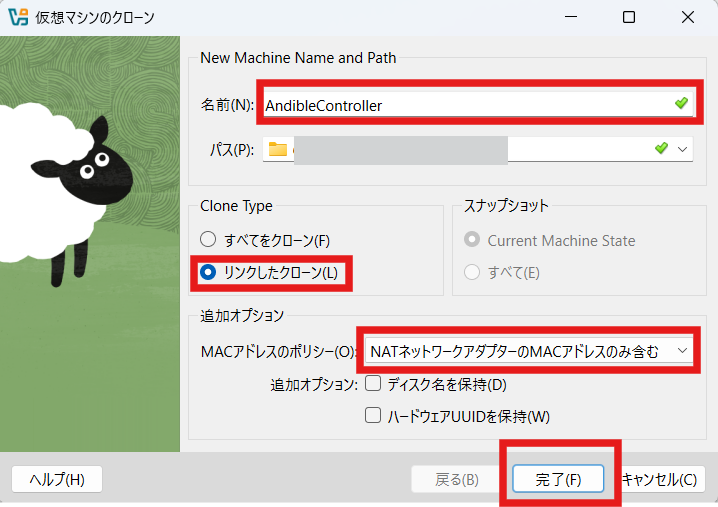 仮想マシンのクローン
New Machine Name and Path
名前(N): AndibleController
パス(P):
Clone Type
すべてをクローン(F)
リンクしたクローン(L)
スナップショット
Current Machine State
すべて(E)
追加オプション
MACアドレスのポリシー(O): NATネットワークアダプターのMACアドレスのみ含む
追加オプション: ディスク名を保持(D)
ハードウェアUUIDを保持(W)
ヘルプ(H) 戻る(B) 完了(F) キャンセル(C)